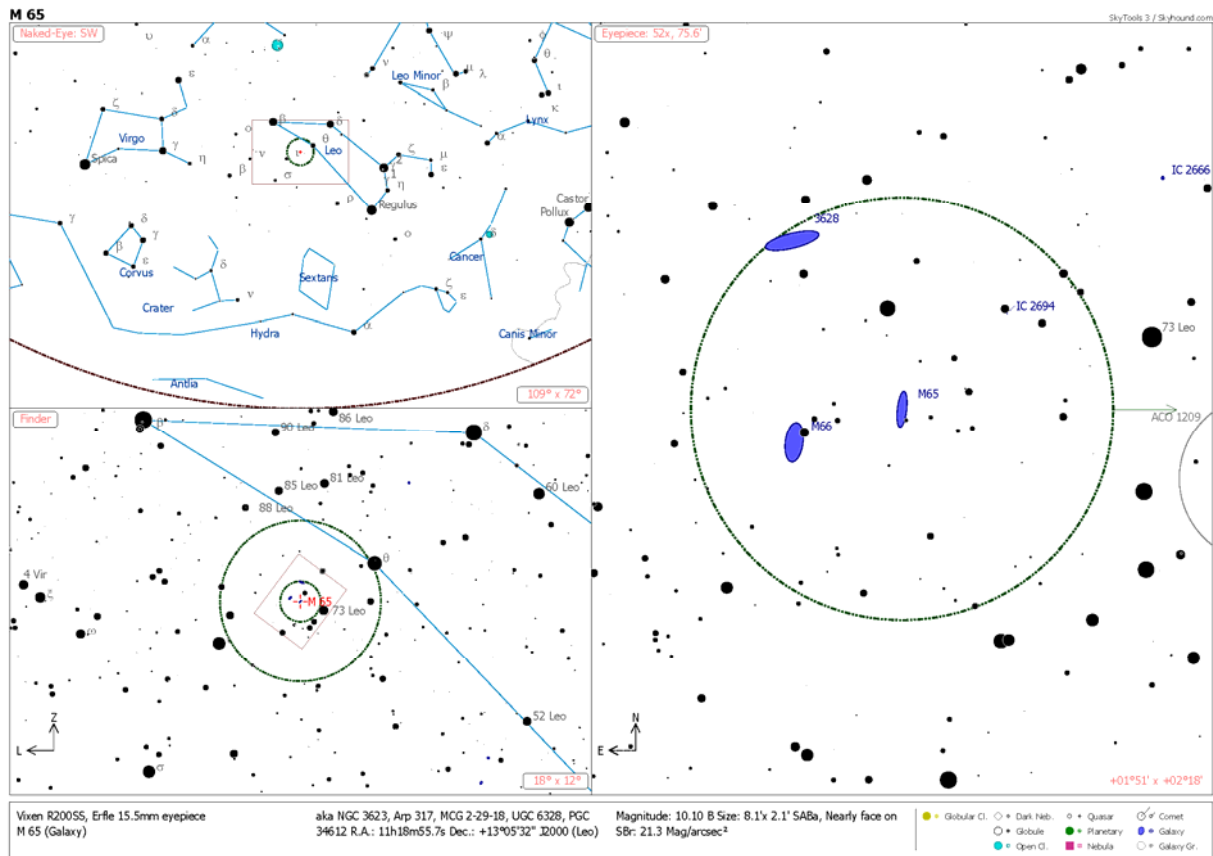 M 65
SkyTools 3 / Skyhound.com
Naked-Eye: SW
υ
α
ε
ζ
δ
Virgo
γ
η
Spica
ο
β
δ
θ
Leo
ν
ι
β
σ
ρ
Regulus
ζ
2
1
μ
ε
η
ψ
ν
μ
λ
Leo Minor
β
φ
θ
ι
κ
Lynx
α
Castor
Pollux
ο
δ
Cancer
γ
δ
β
γ
ε
Corvus
δ
Crater
ν
Sextans
ζ
ε
Hydra
α
Canis Minor
Antlia
109° x 72°
Finder
β
86 Leo
90 Leo
δ
85 Leo
81 Leo
88 Leo
60 Leo
θ
4 Vir
ξ
M 65
73 Leo
ω
52 Leo
Z
L
σ
18° x 12°
Eyepiece: 52x, 75.6'
IC 2666
3628
IC 2694
73 Leo
M65
ACO 1209
M66
N
E
+01°51' x +02°18'
Vixen R200SS, Erfle 15.5mm eyepiece
M 65 (Galaxy)
aka NGC 3623, Arp 317, MCG 2-29-18, UGC 6328, PGC
34612 R.A.: 11h18m55.7s Dec.: +13°05'32" J2000 (Leo)
Magnitude: 10.10 B Size: 8.1'x 2.1' SABa, Nearly face on
SBr: 21.3 Mag/arcsec²
Globular Cl.
Dark Neb.
Quasar
Comet
Globule
Planetary
Galaxy
Open Cl.
Nebula
Galaxy Gr.